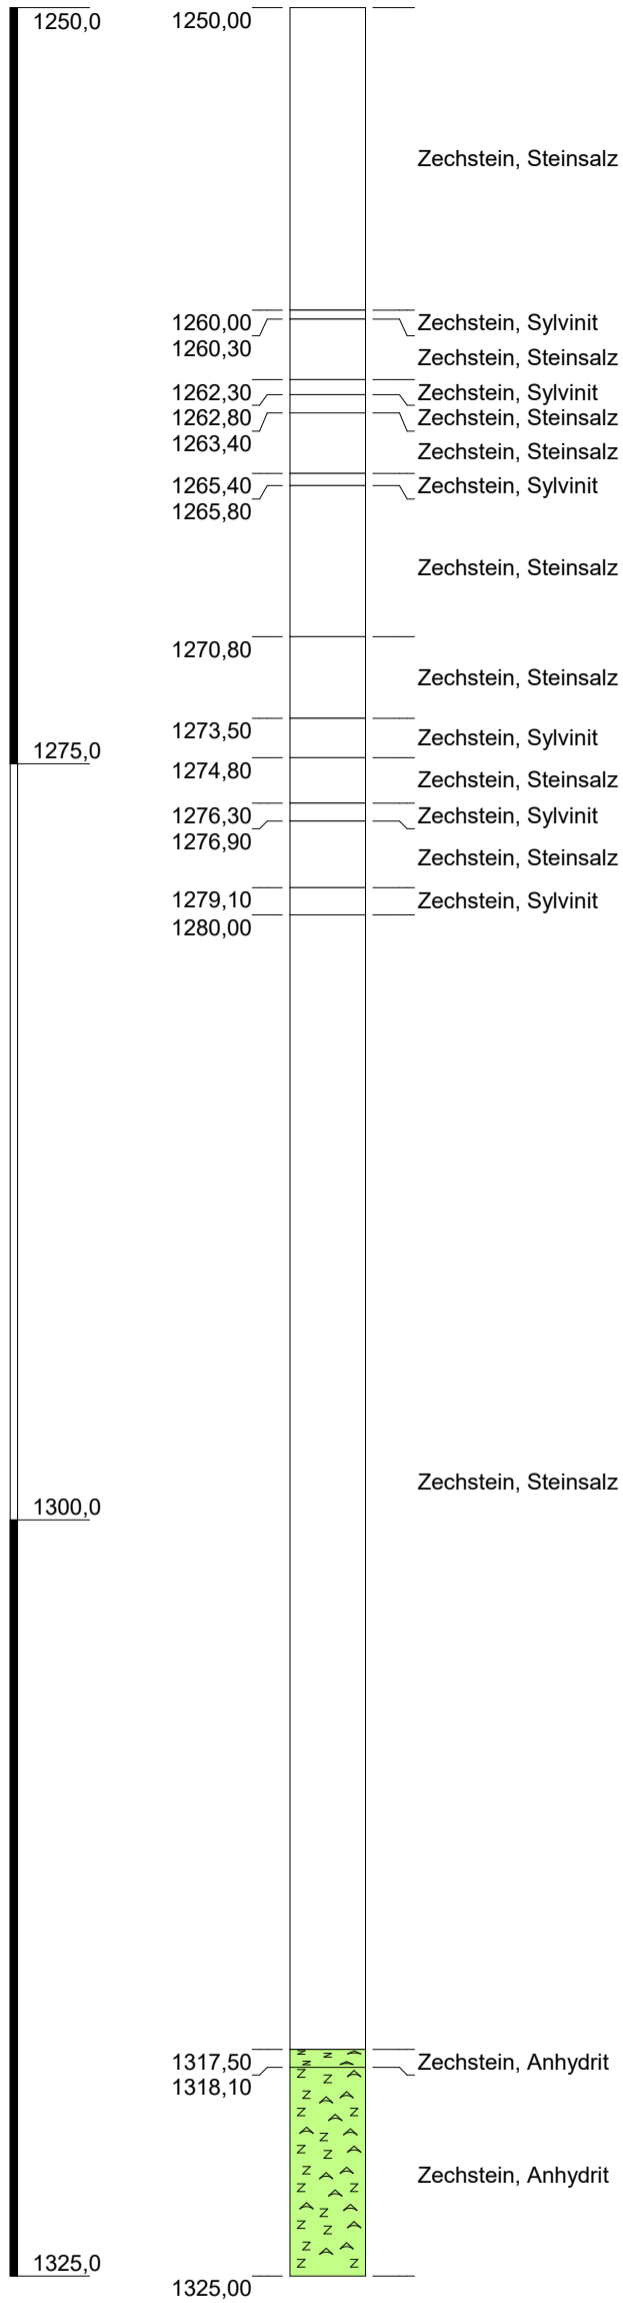 1250,0
1250,00
Zechstein, Steinsalz
1260,00
Zechstein, Sylvinit
1260,30
Zechstein, Steinsalz
1262,30
Zechstein, Sylvinit
1262,80
Zechstein, Steinsalz
1263,40
Zechstein, Steinsalz
1265,40
Zechstein, Sylvinit
1265,80
Zechstein, Steinsalz
1270,80
Zechstein, Steinsalz
1273,50
Zechstein, Sylvinit
1275,0
1274,80
Zechstein, Steinsalz
1276,30
Zechstein, Sylvinit
1276,90
Zechstein, Steinsalz
1279,10
Zechstein, Sylvinit
1280,00
Zechstein, Steinsalz
1300,0
1317,50
Zechstein, Anhydrit
1318,10
Zechstein, Anhydrit
1325,0
1325,00